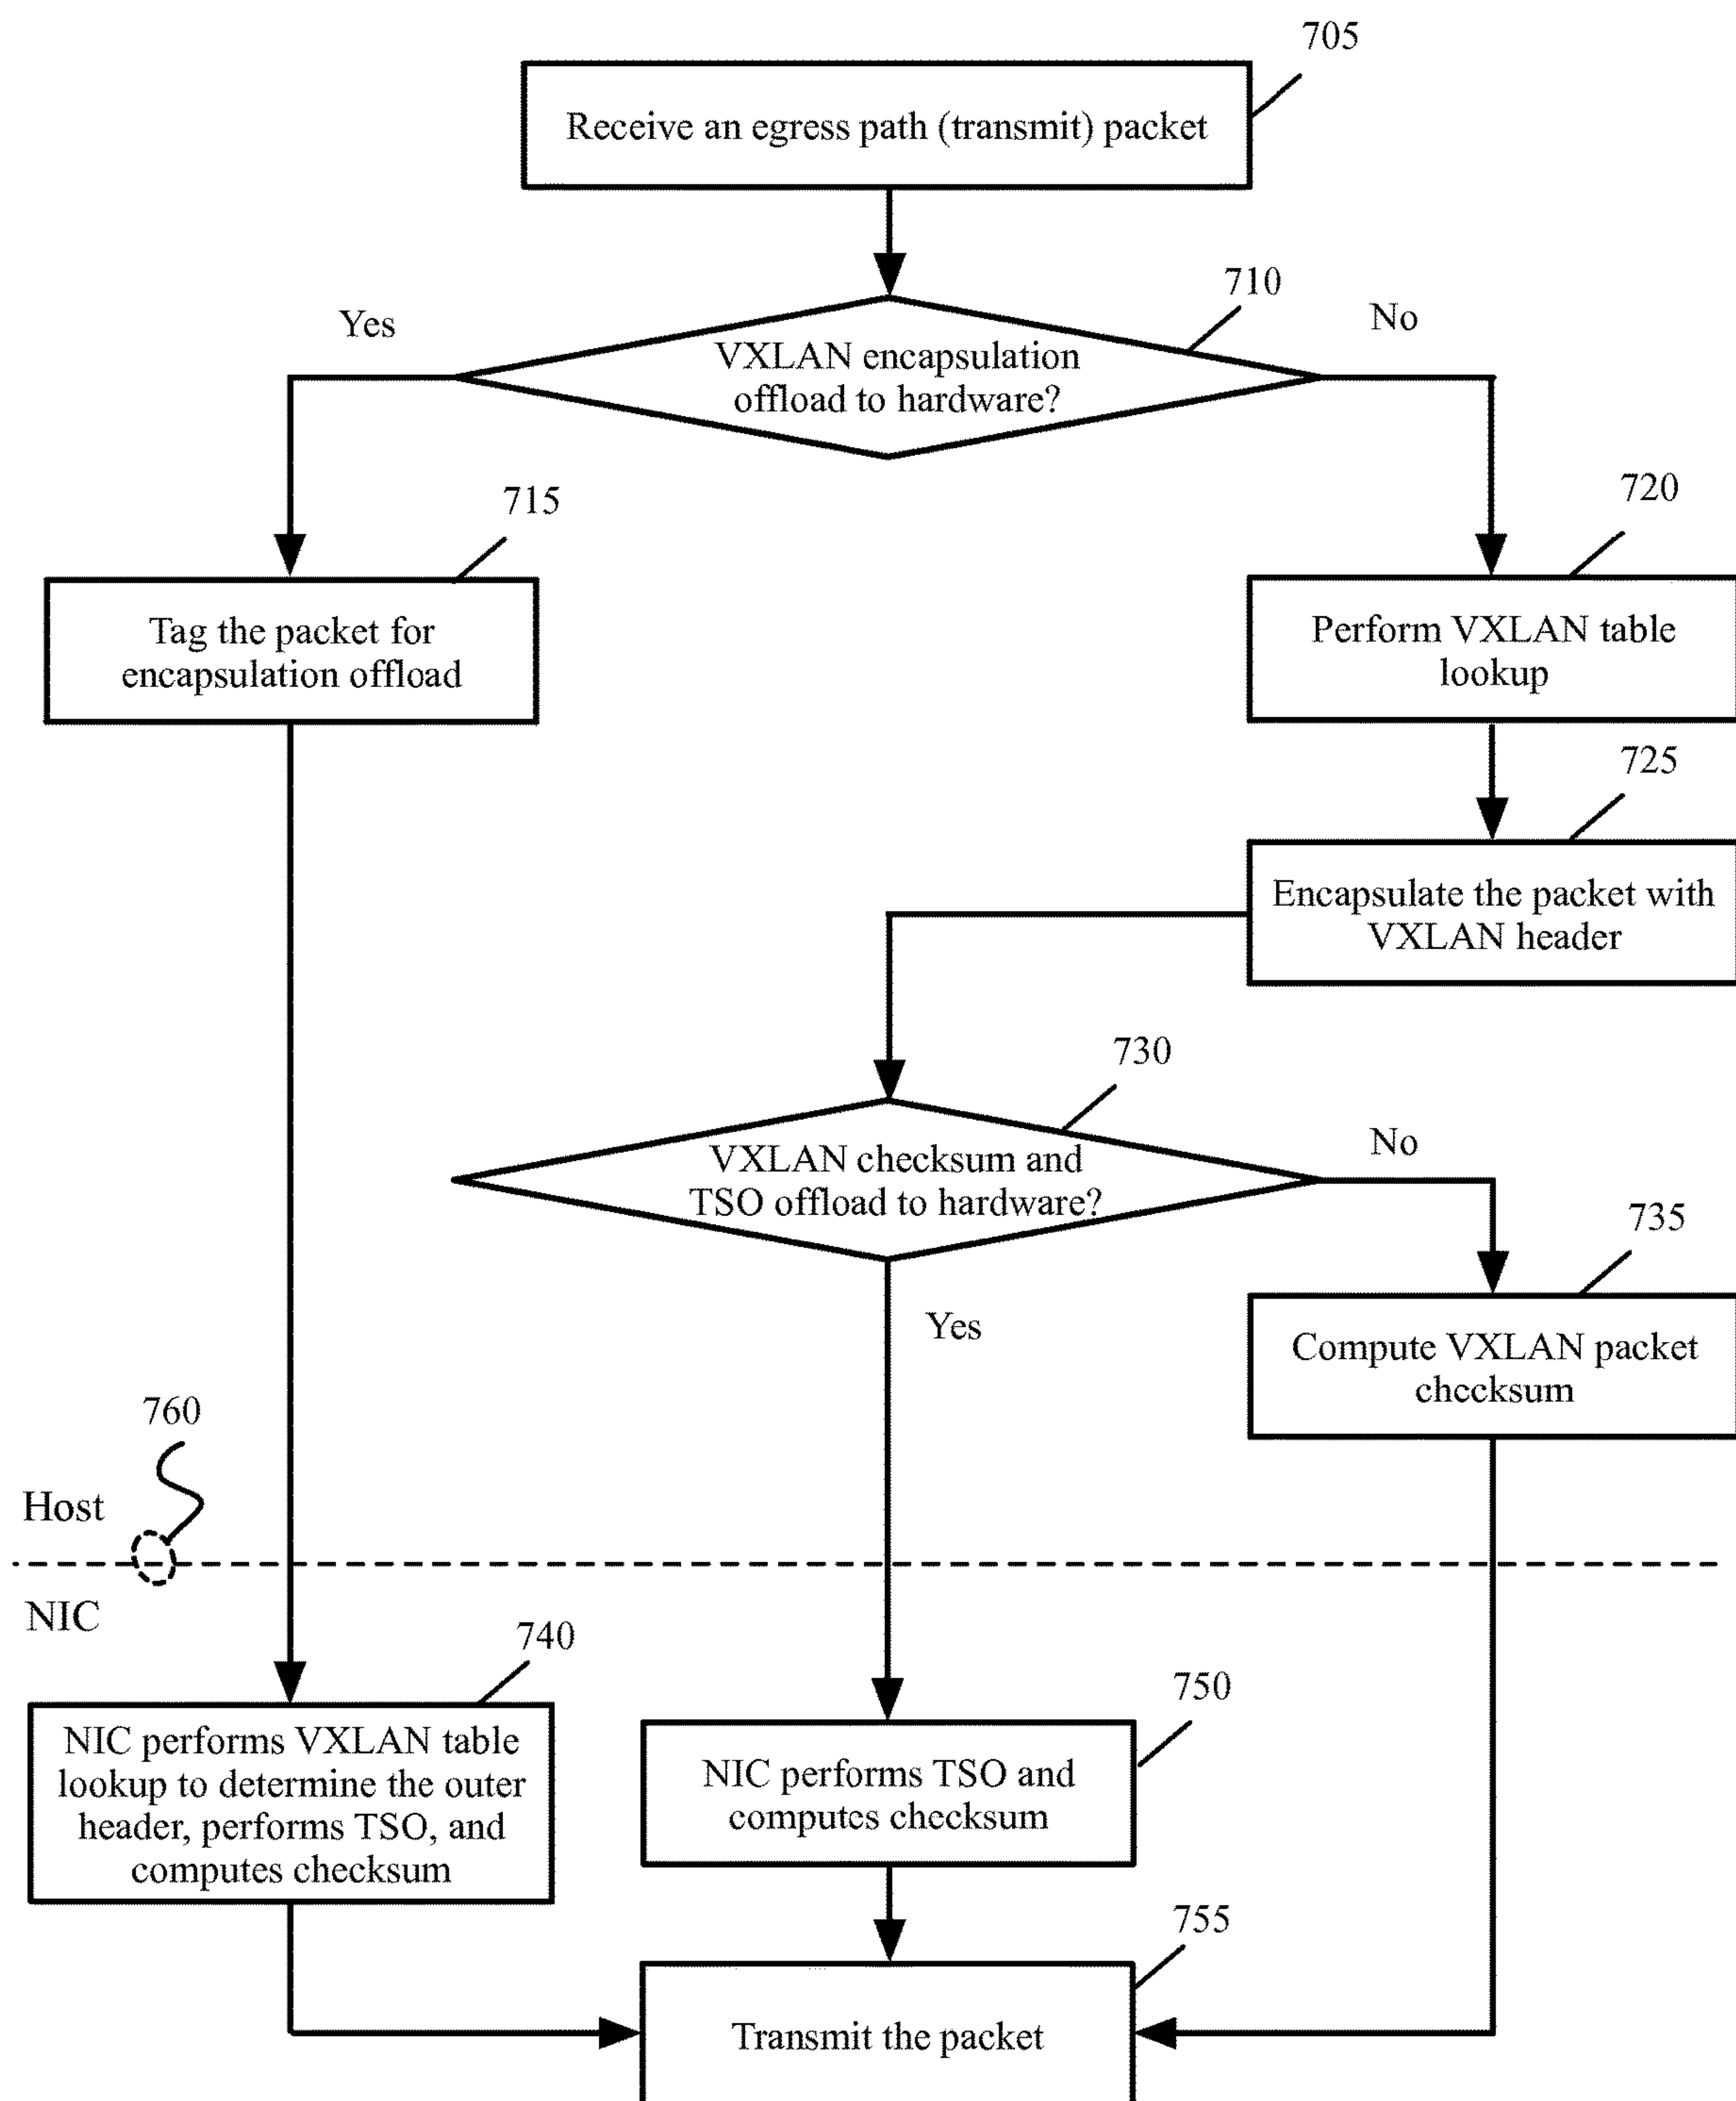 705
Receive an egress path (transmit) packet
710
Yes
No
VXLAN encapsulation
offload to hardware?
715
720
Tag the packet for
encapsulation offload
Perform VXLAN table
lookup
725
Encapsulate the packet with
VXLAN header
730
VXLAN checksum and
TSO offload to hardware?
No
735
Yes
Compute VXLAN packet
checksum
760
Host
NIC
740
750
NIC performs VXLAN table
lookup to determine the outer
header, performs TSO, and
computes checksum
NIC performs TSO and
computes checksum
755
Transmit the packet